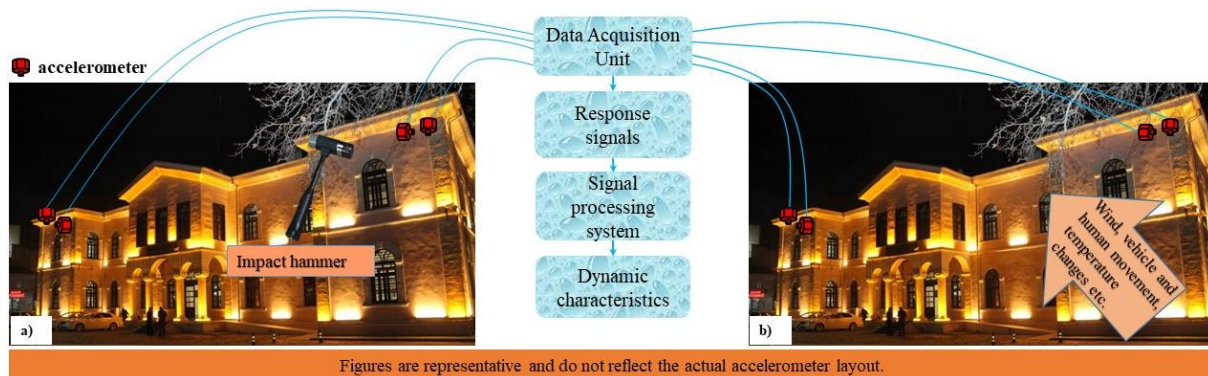 Data Acquisition
Unit
accelerometer
Response
signals
Signal
processing
system
Dynamic
characteristics
Impact hammer
a)
Wind, vehicle and
human movement,
temperature
changes etc.
b)
Figures are representative and do not reflect the actual accelerometer layout.